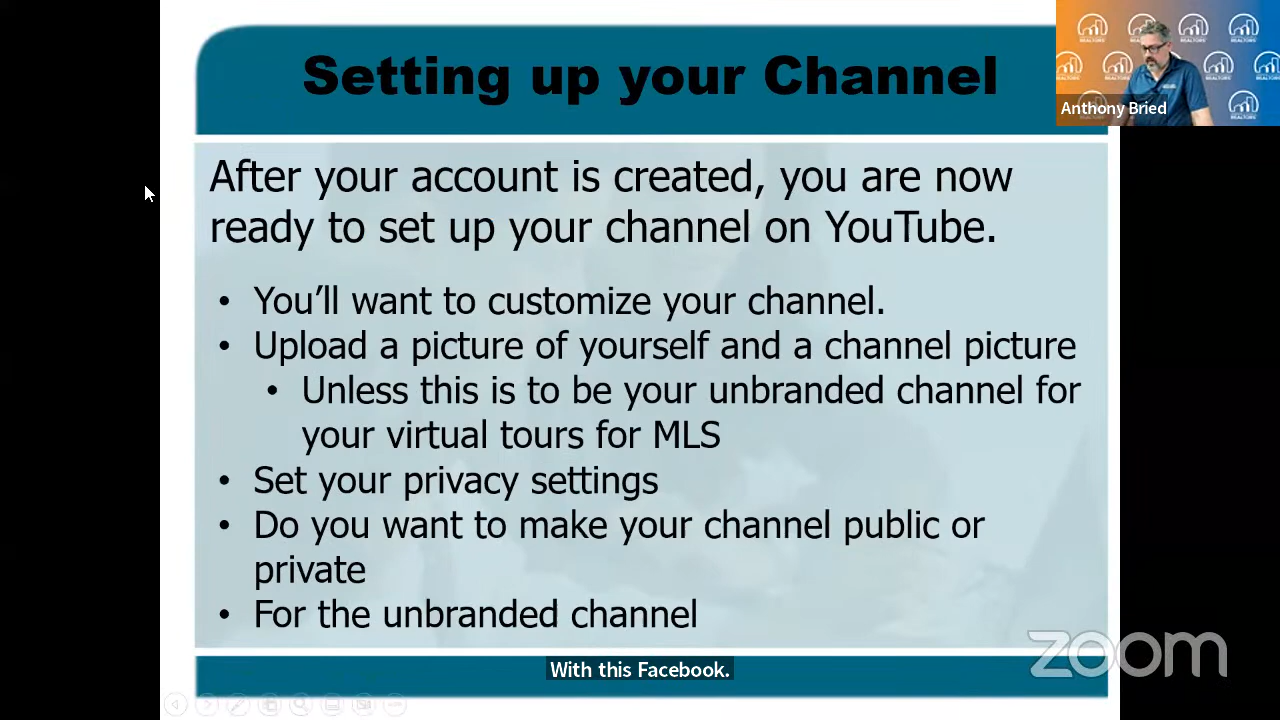 Setting up your Channel
REALTORS
REALTORS
Anthony Bried
After your account is created, you are now
ready to set up your channel on YouTube.
• You’ll want to customize your channel.
• Upload a picture of yourself and a channel picture
• Unless this is to be your unbranded channel for
your virtual tours for MLS
• Set your privacy settings
• Do you want to make your channel public or
private
• For the unbranded channel
With this Facebook.
zoom